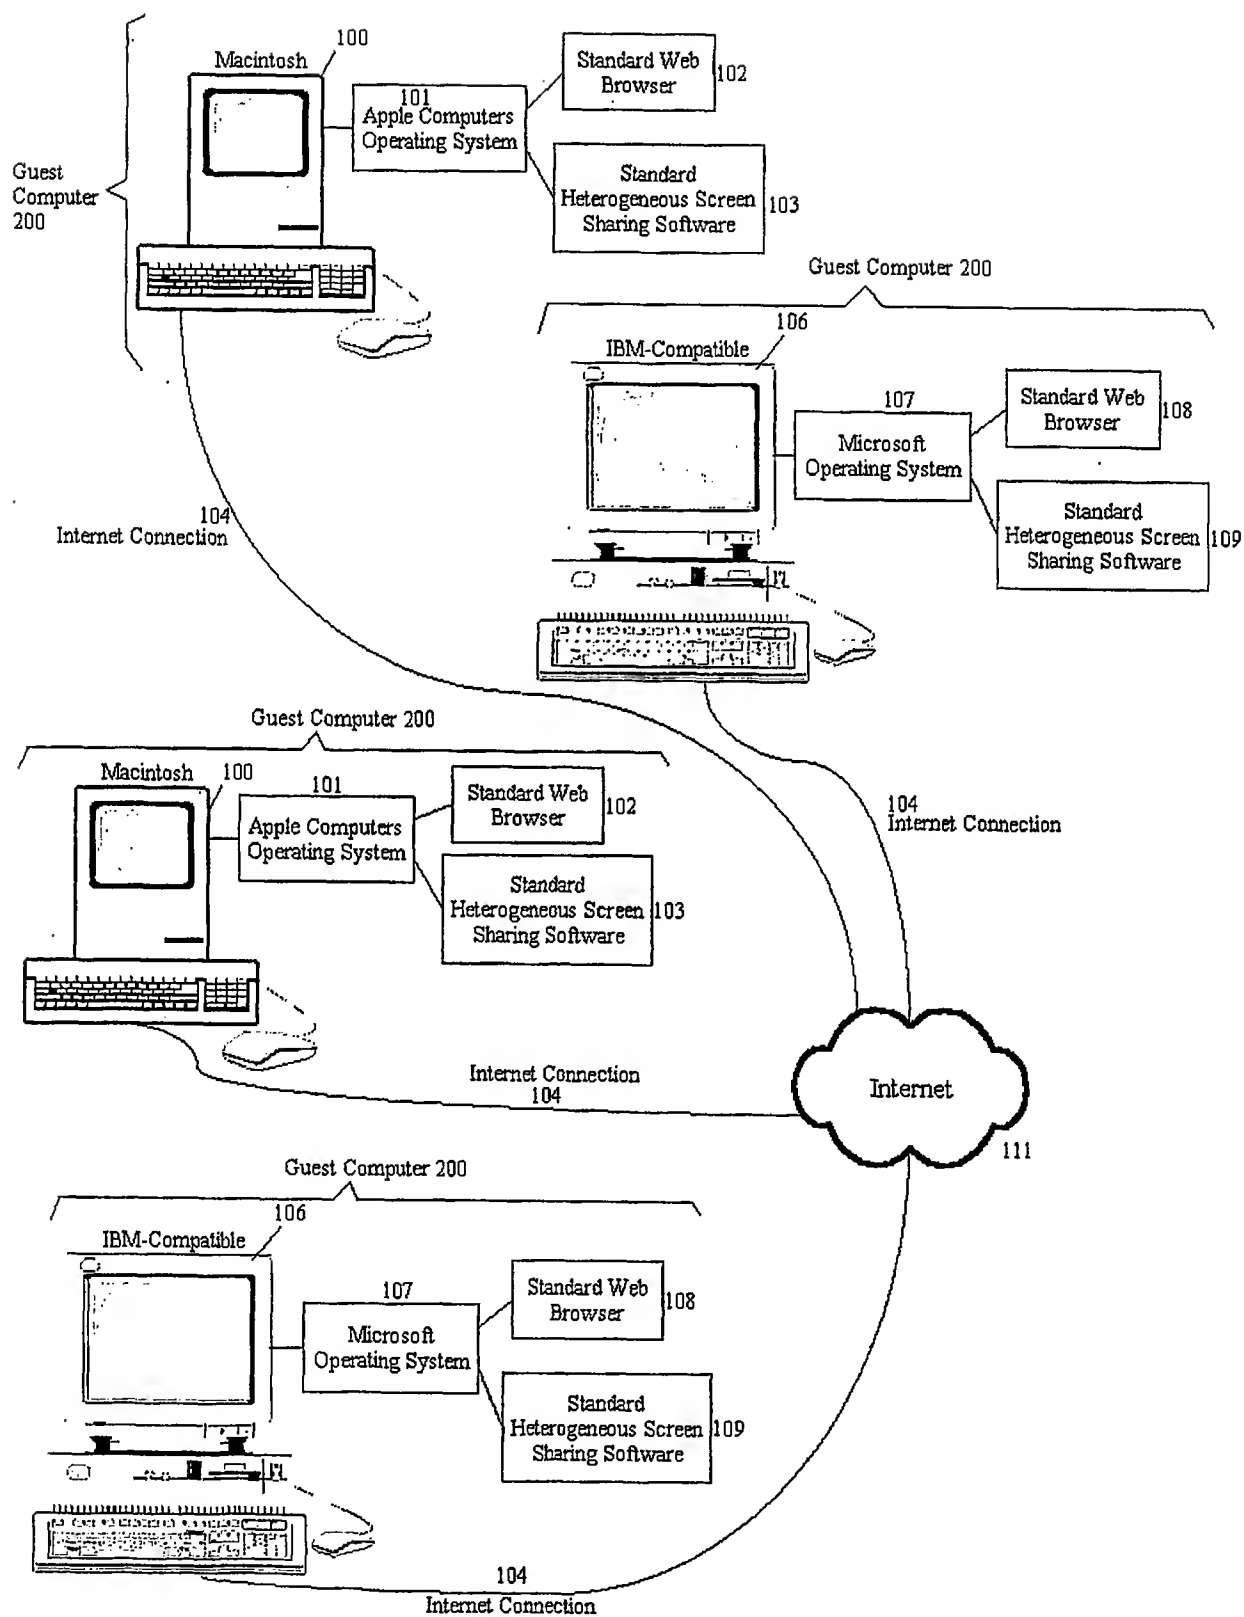 100
Macintosh
Standard Web
Browser
102
101
Apple Computers
Operating System
Standard
Heterogeneous Screen
Sharing Software
103
Guest
Computer
200
Guest Computer 200
106
IBM-Compatible
107
Microsoft
Operating System
Standard Web
Browser
108
Standard
Heterogeneous Screen
Sharing Software
109
104
Internet Connection
Guest Computer 200
Macintosh
100
101
Apple Computers
Operating System
Standard Web
Browser
102
Standard
Heterogeneous Screen
Sharing Software
103
104
Internet Connection
Internet Connection
104
Internet
111
Guest Computer 200
106
IBM-Compatible
107
Microsoft
Operating System
Standard Web
Browser
108
Standard
Heterogeneous Screen
Sharing Software
109
104
Internet Connection